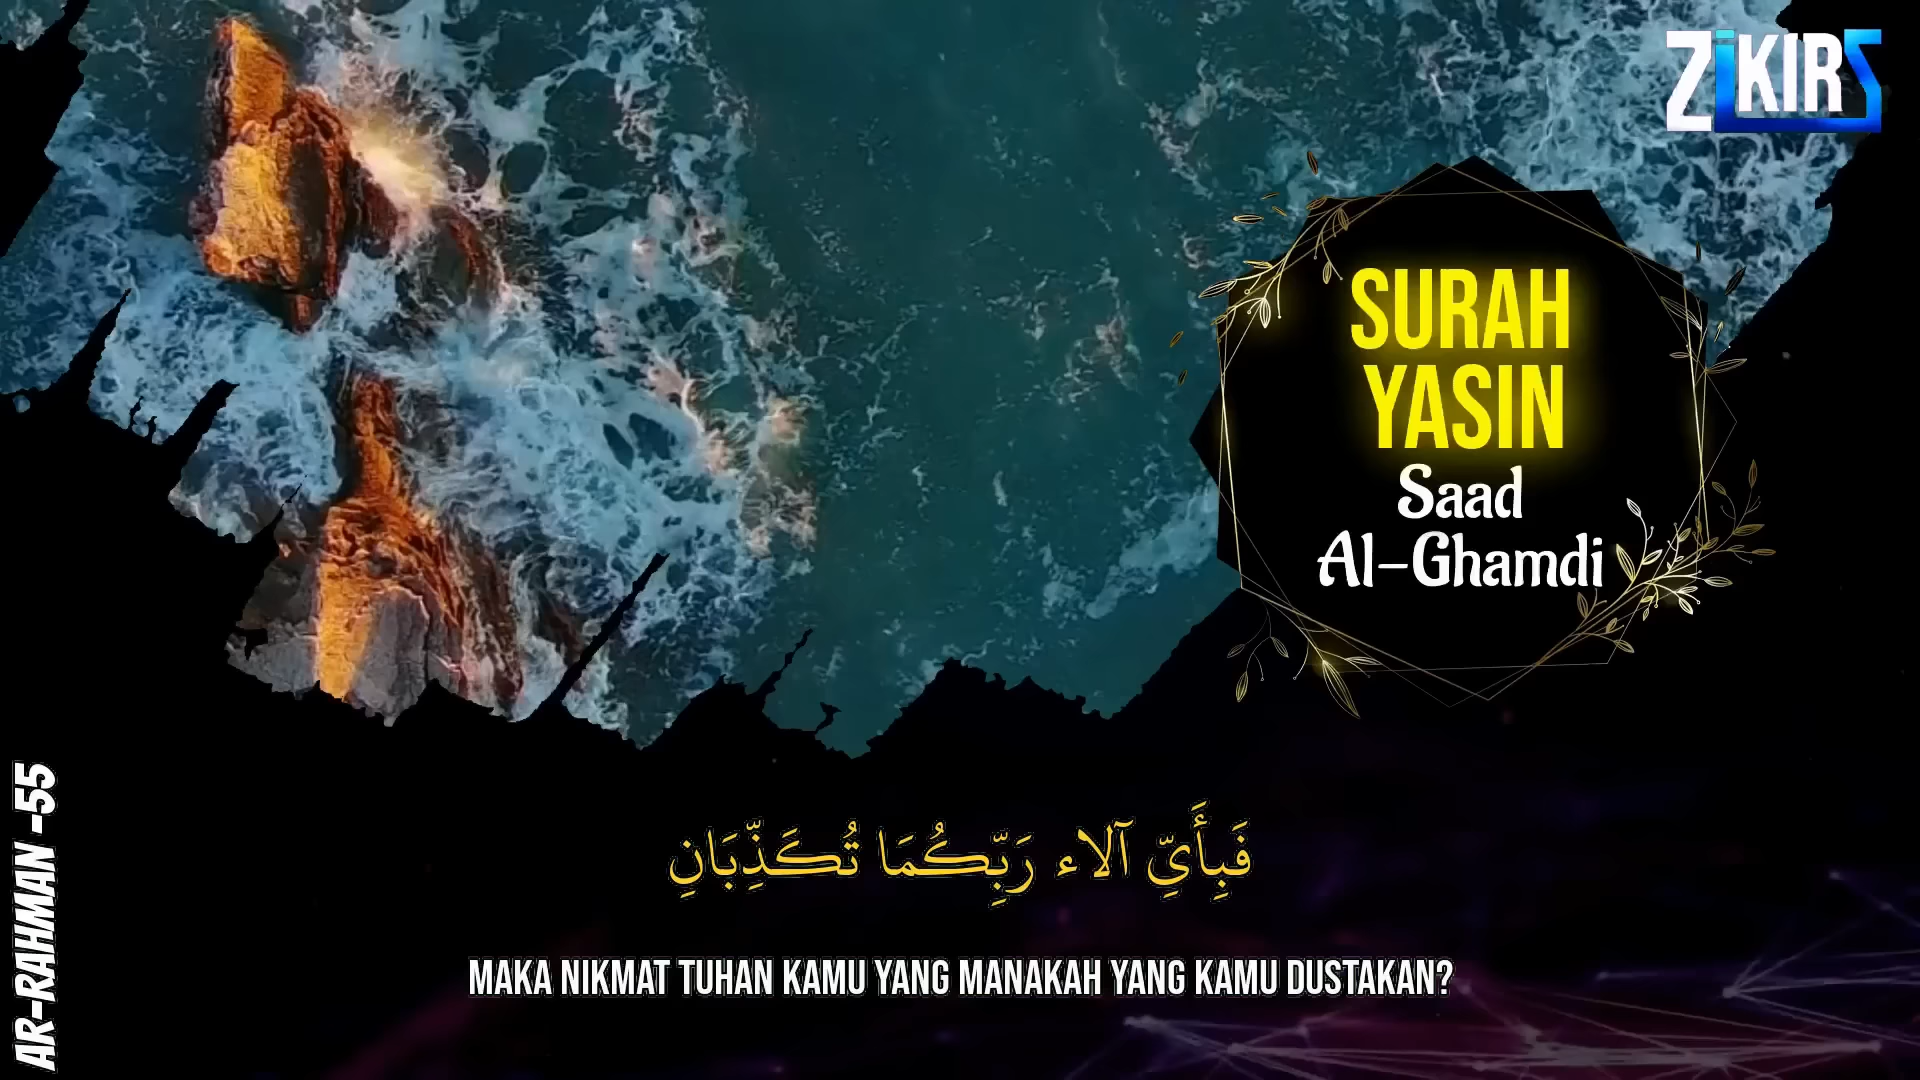 ZIKIRS
SURAH
YASIN
Saad
Al-Ghamdi
فَبِأَيِّ آلاء رَبِّكُمَا تُكَذِّبَانِ
MAKA NIKMAT TUHAN KAMU YANG MANAKAH YANG KAMU DUSTAKAN?
AR-RAHMAN -55